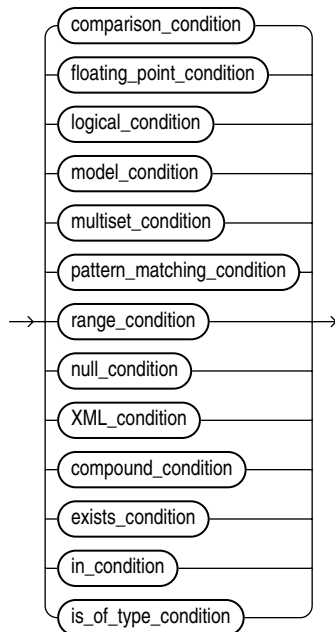 comparison_condition
floating_point_condition
logical_condition
model_condition
multiset_condition
pattern_matching_condition
range_condition
null_condition
XML_condition
compound_condition
exists_condition
in_condition
is_of_type_condition